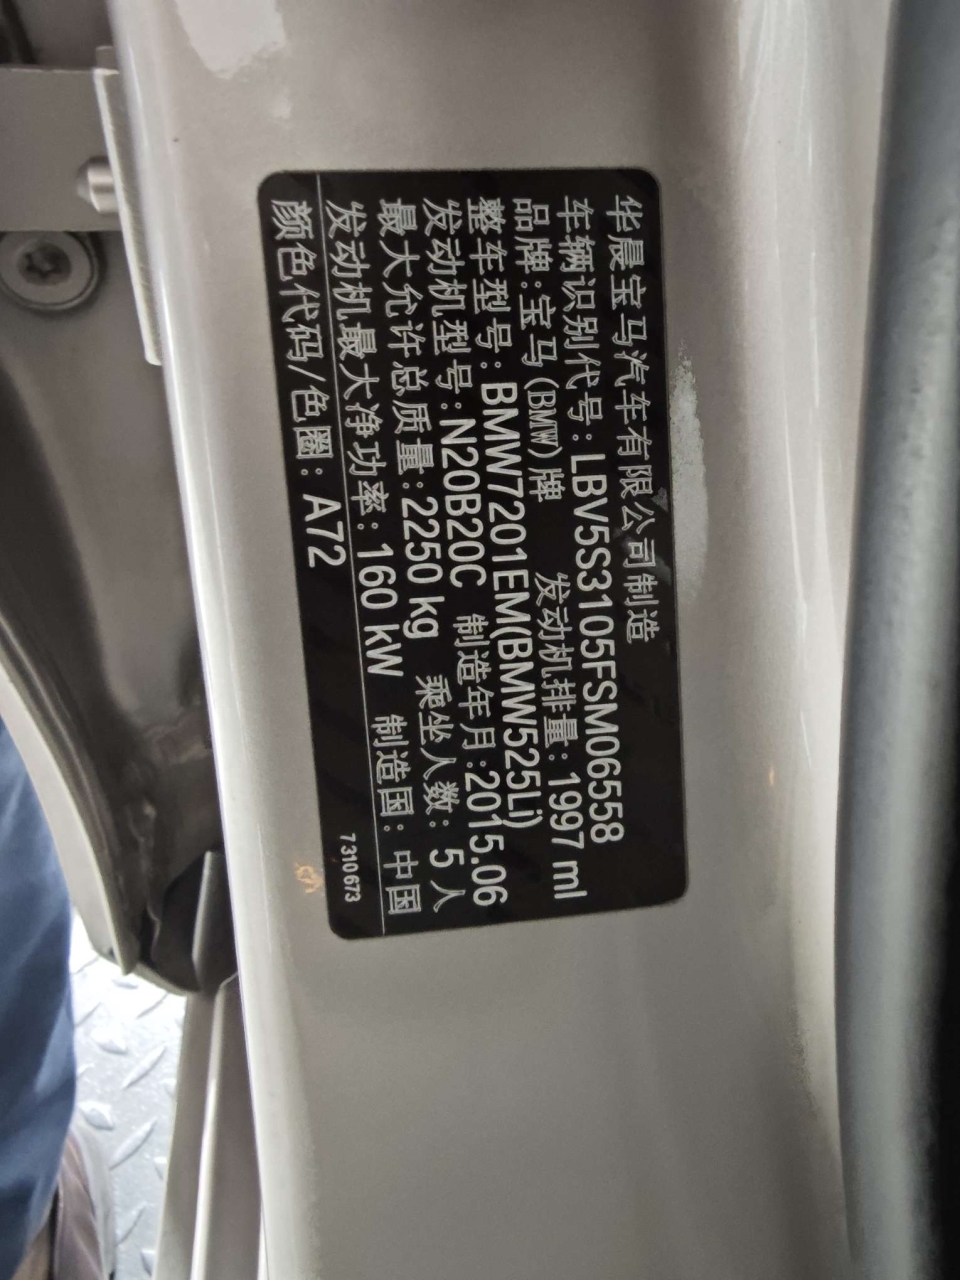 华晨宝马汽车有限公司制造
车辆识别代号:LBV5S3105FSM06558
品牌:宝马(BMW)牌 发动机排量:1997 ml
整车型号:BMW7201EM(BMW525Li)
发动机型号:N20B20C 制造年月:2015.06
最大允许总质量:2250 kg 乘坐人数: 5 人
发动机最大净功率:160 kW 制造国: 中国
颜色代码/色圈: A72
7310673